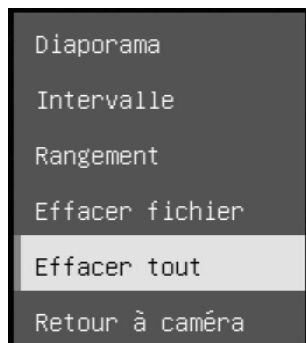 Diaporama
Intervalle
Rangement
Effacer fichier
Effacer tout
Retour à caméra